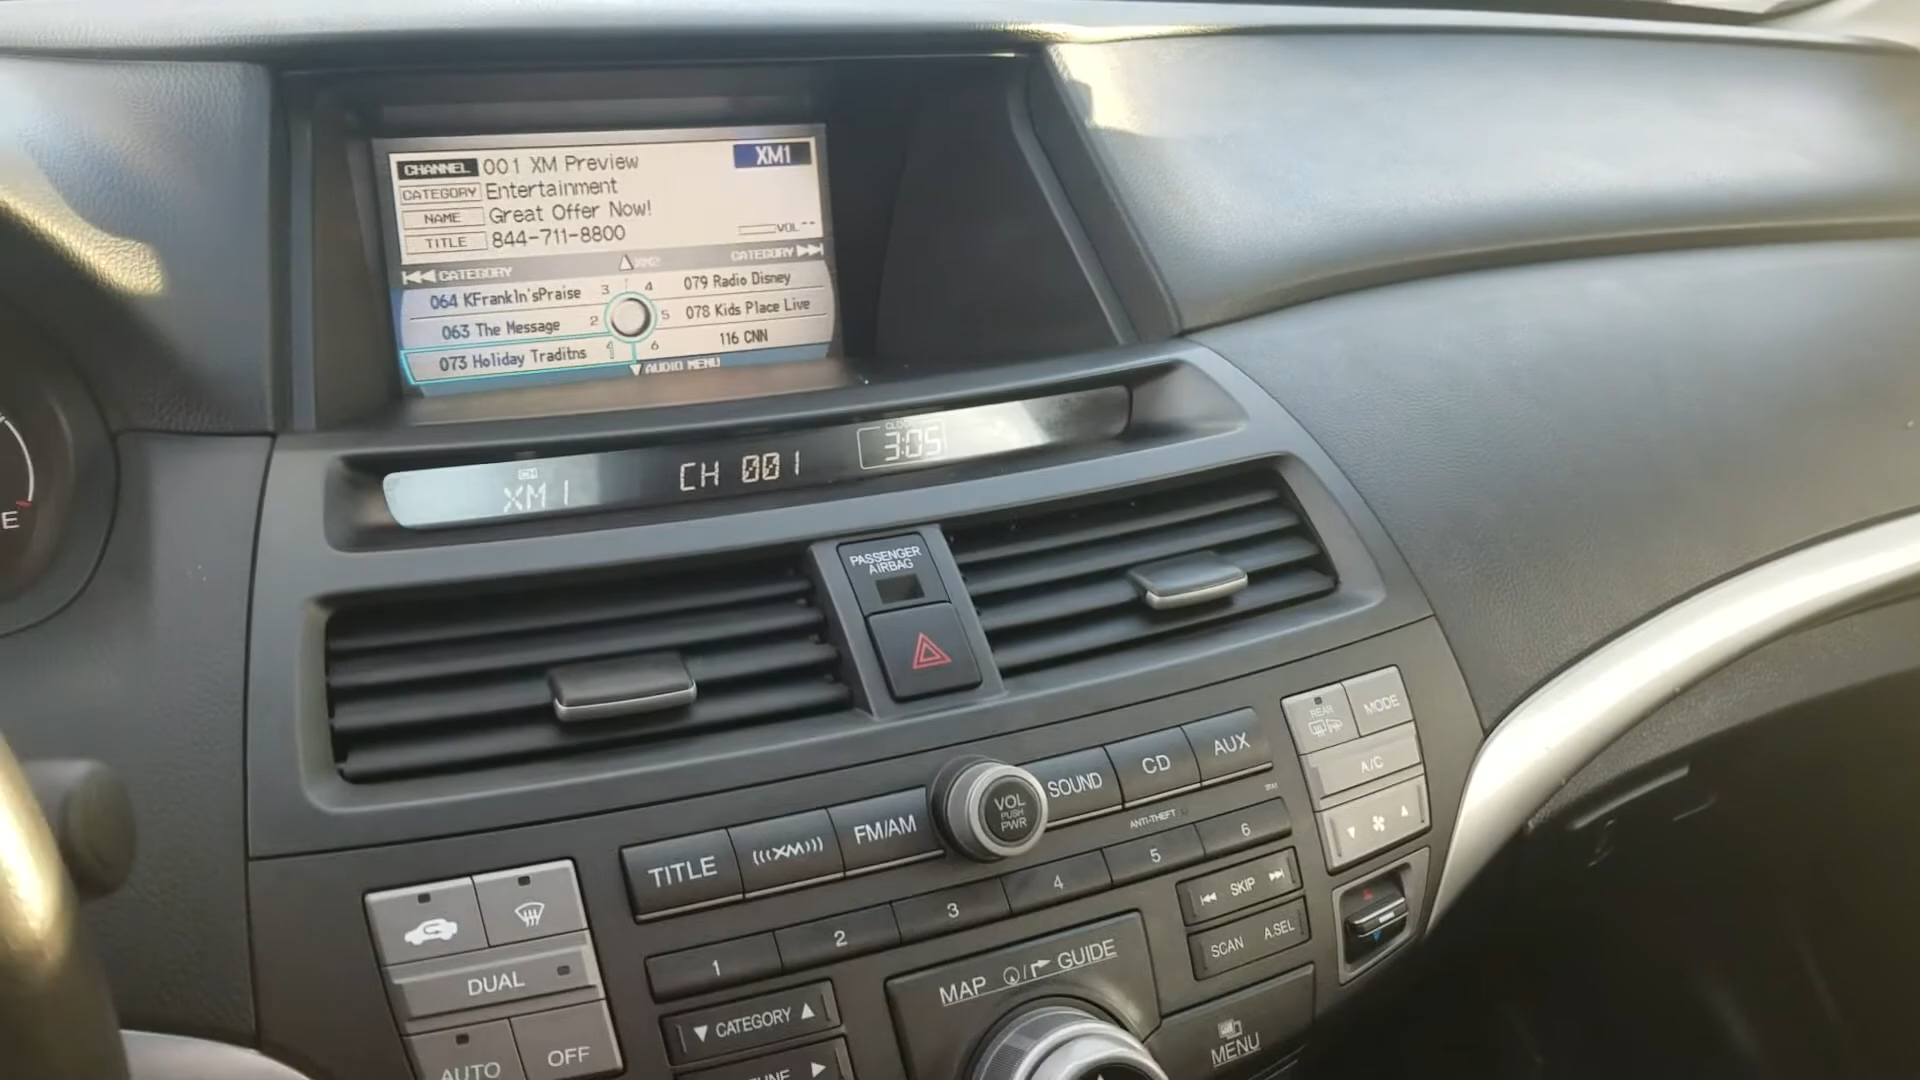 CHANNEL 001 XM Preview XM1
CATEGORY Entertainment
NAME Great Offer Now!
TITLE 844-711-8800 VOL --
CATEGORY XM2 CATEGORY
064 KFrankln'sPraise 3 4 079 Radio Disney
063 The Message 2 5 078 Kids Place Live
073 Holiday Traditns 6 116 CNN
AUDIO MENU
CH
XM1 CH 001
CLOCK
3:05
E
PASSENGER
AIRBAG
REAR MODE
A/C
TITLE XM FM/AM
VOL
PUSH
PWR
SOUND CD AUX
ANTI-THEFT
1 2 3 4 5 6
SKIP
SCAN A.SEL
DUAL
AUTO OFF
CATEGORY
MAP GUIDE
MENU